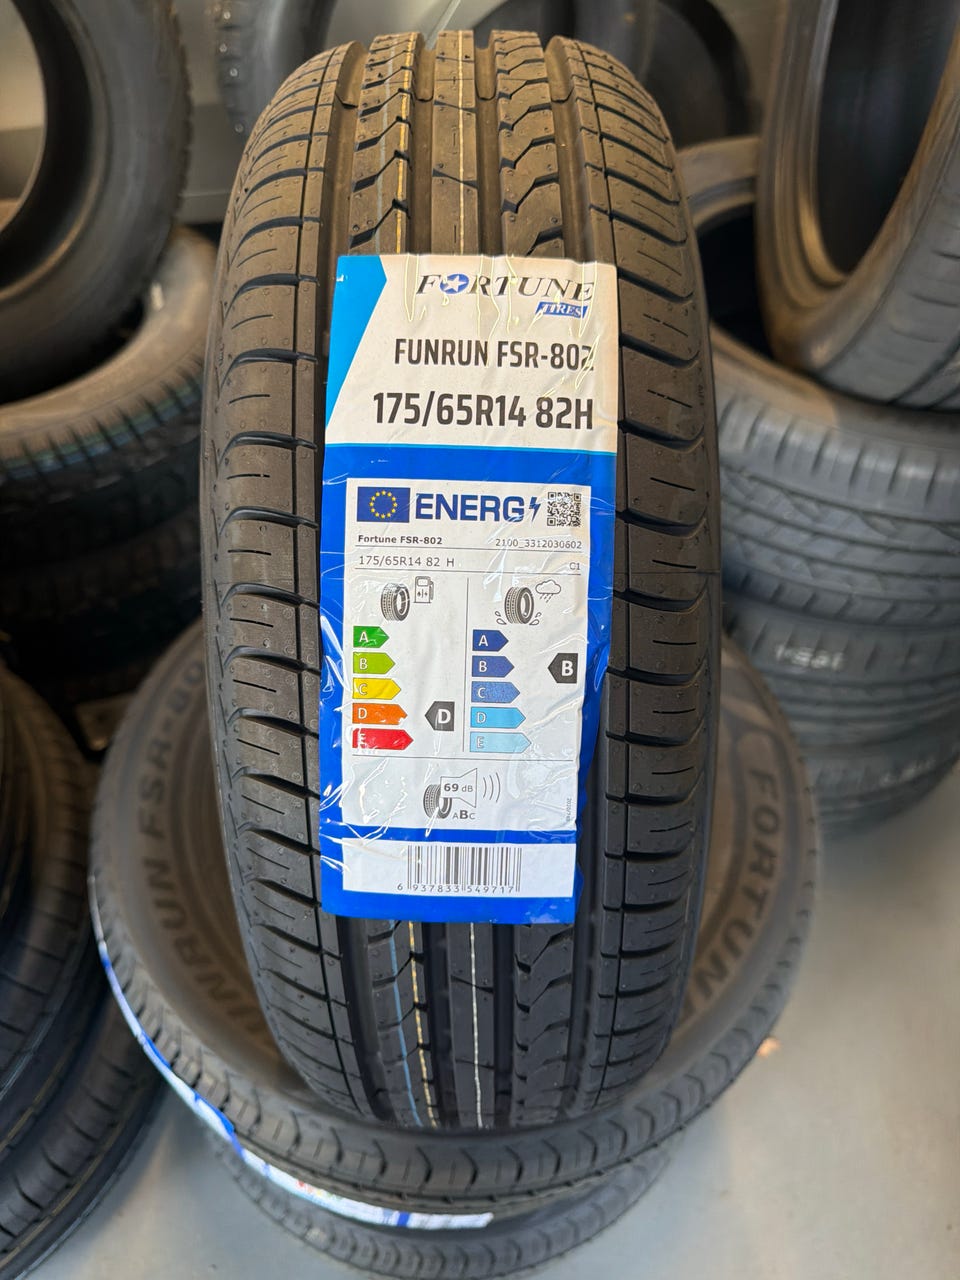 FORTUNE
TIRES
FUNRUN FSR-802
175/65R14 82H
ENERG
Fortune FSR-802
2100_3312030602
175/65R14 82 H
C1
A
B
C
D
E
D
A
B
C
D
E
B
69 dB
ABC
6 937833 549717
FUNRUN FSR-80
FORTUN